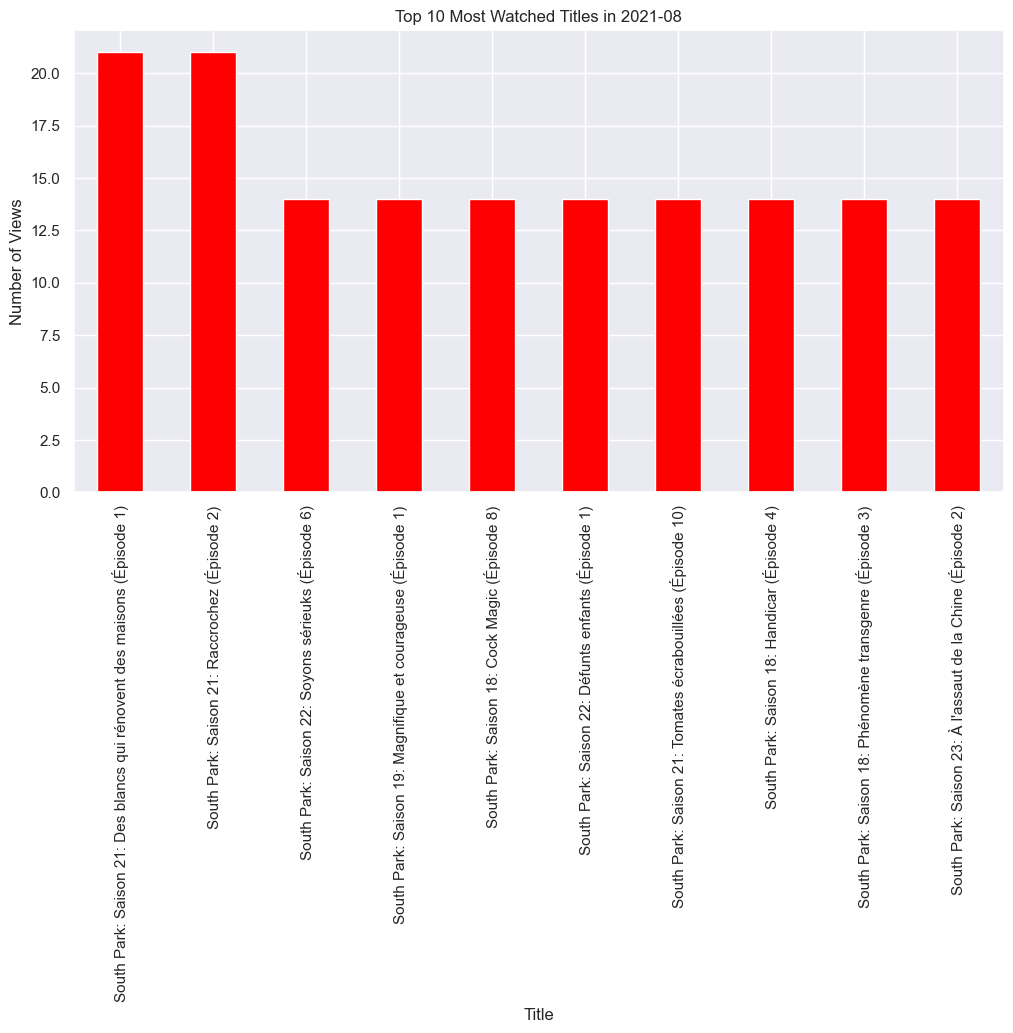 Top 10 Most Watched Titles in 2021-08
Number of Views
20.0
17.5
15.0
12.5
10.0
7.5
5.0
2.5
0.0
South Park: Saison 21: Des blancs qui rénovent des maisons (Épisode 1)
South Park: Saison 21: Raccrochez (Épisode 2)
South Park: Saison 22: Soyons sérieuks (Épisode 6)
South Park: Saison 19: Magnifique et courageuse (Épisode 1)
South Park: Saison 18: Cock Magic (Épisode 8)
South Park: Saison 22: Défunts enfants (Épisode 1)
South Park: Saison 21: Tomates écrabouillées (Épisode 10)
South Park: Saison 18: Handicar (Épisode 4)
South Park: Saison 18: Phénomène transgenre (Épisode 3)
South Park: Saison 23: À l'assaut de la Chine (Épisode 2)
Title